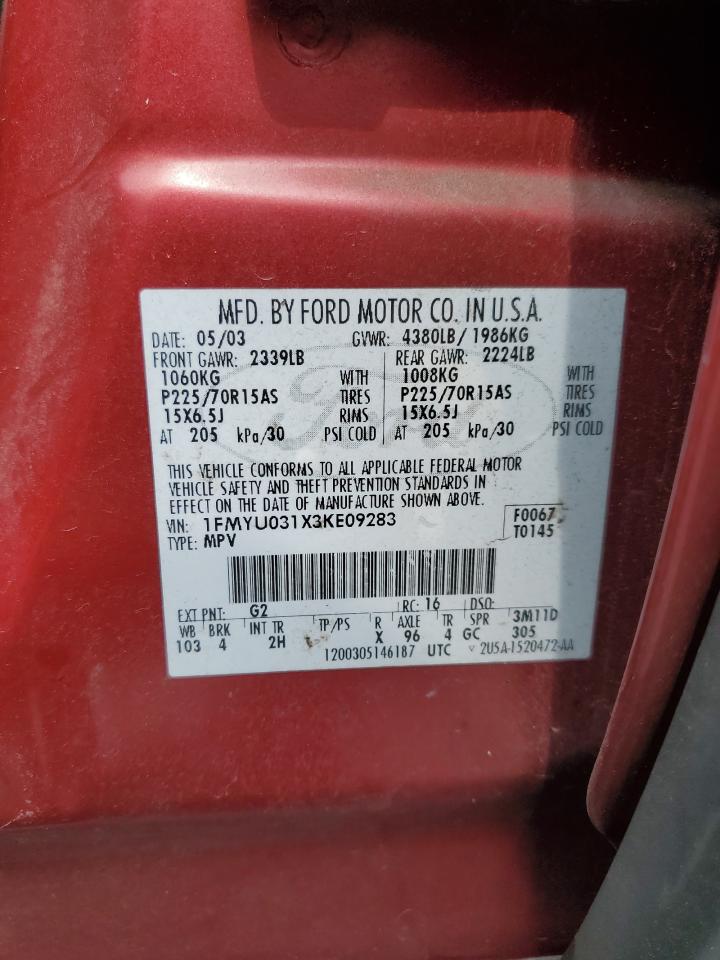 MFD. BY FORD MOTOR CO. IN U.S.A.
DATE: 05/03 GVWR: 4380LB/1986KG
FRONT GAWR: 2339LB REAR GAWR: 2224LB
1060KG WITH 1008KG WITH
P225/70R15AS TIRES P225/70R15AS TIRES
15X6.5J RIMS 15X6.5J RIMS
AT 205 kPa/30 PSI COLD AT 205 kPa/30 PSI COLD
THIS VEHICLE CONFORMS TO ALL APPLICABLE FEDERAL MOTOR
VEHICLE SAFETY AND THEFT PREVENTION STANDARDS IN
EFFECT ON THE DATE OF MANUFACTURE SHOWN ABOVE.
VIN: 1FMYU031X3KE09283 F0067
TYPE: MPV T0145
EXT PNT: G2 RC: 16 DSO:
WB BRK INT TR TP/PS R AXLE TR SPR 3M11D
103 4 2H X 96 4 GC 305
1200305146187 UTC 2U5A-1520472-AA
Ford